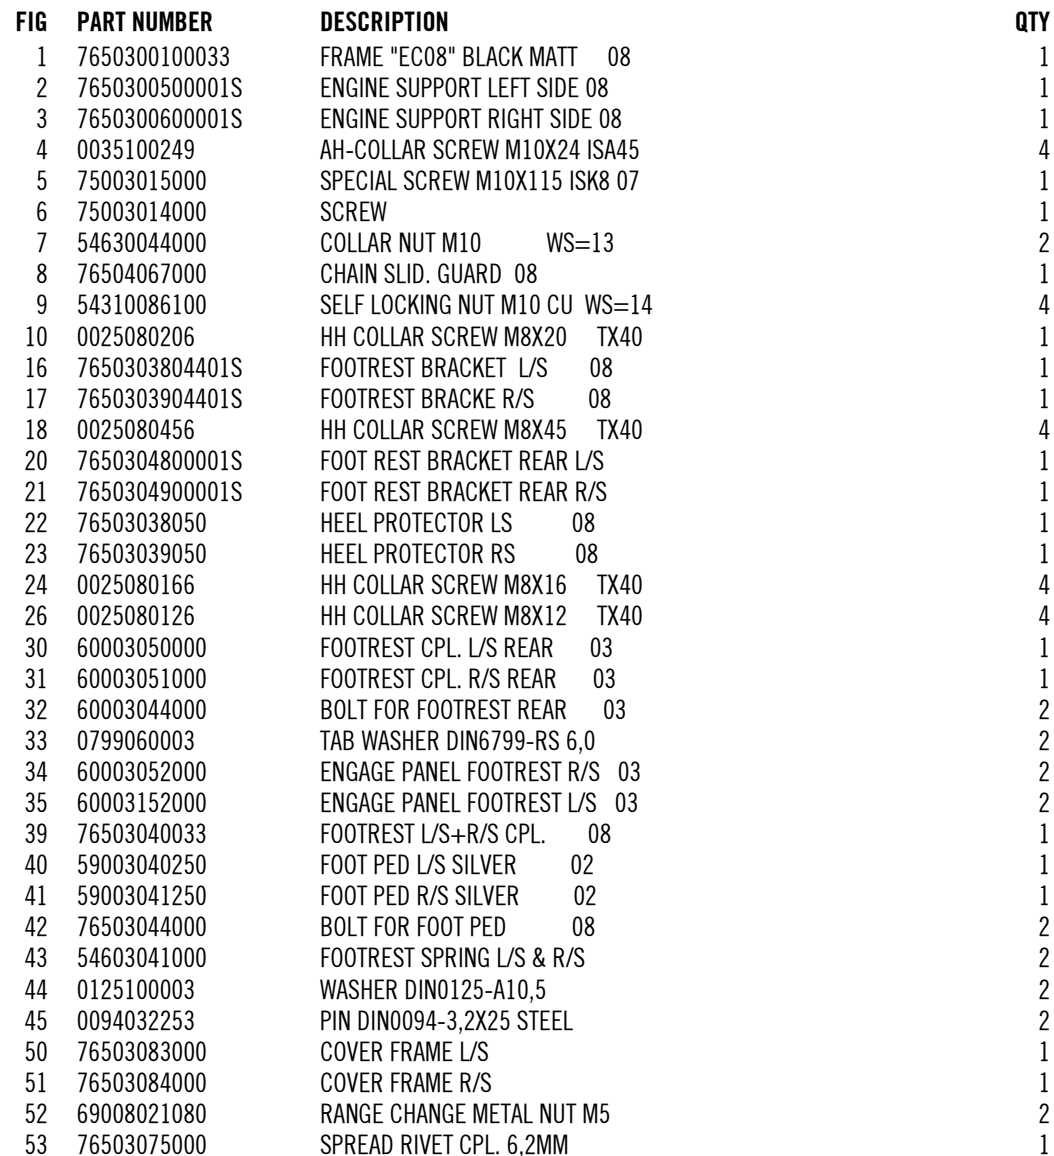 FIG PART NUMBER DESCRIPTION QTY
1 7650300100033 FRAME "EC08" BLACK MATT 08 1
2 7650300500001S ENGINE SUPPORT LEFT SIDE 08 1
3 7650300600001S ENGINE SUPPORT RIGHT SIDE 08 1
4 0035100249 AH-COLLAR SCREW M10X24 ISA45 4
5 75003015000 SPECIAL SCREW M10X115 ISK8 07 1
6 75003014000 SCREW 1
7 54630044000 COLLAR NUT M10 WS=13 2
8 76504067000 CHAIN SLID. GUARD 08 1
9 54310086100 SELF LOCKING NUT M10 CU WS=14 4
10 0025080206 HH COLLAR SCREW M8X20 TX40 1
16 7650303804401S FOOTREST BRACKET L/S 08 1
17 7650303904401S FOOTREST BRACKE R/S 08 1
18 0025080456 HH COLLAR SCREW M8X45 TX40 4
20 7650304800001S FOOT REST BRACKET REAR L/S 1
21 7650304900001S FOOT REST BRACKET REAR R/S 1
22 76503038050 HEEL PROTECTOR LS 08 1
23 76503039050 HEEL PROTECTOR RS 08 1
24 0025080166 HH COLLAR SCREW M8X16 TX40 4
26 0025080126 HH COLLAR SCREW M8X12 TX40 4
30 60003050000 FOOTREST CPL. L/S REAR 03 1
31 60003051000 FOOTREST CPL. R/S REAR 03 1
32 60003044000 BOLT FOR FOOTREST REAR 03 2
33 0799060003 TAB WASHER DIN6799-RS 6,0 2
34 60003052000 ENGAGE PANEL FOOTREST R/S 03 2
35 60003152000 ENGAGE PANEL FOOTREST L/S 03 2
39 76503040033 FOOTREST L/S+R/S CPL. 08 1
40 59003040250 FOOT PED L/S SILVER 02 1
41 59003041250 FOOT PED R/S SILVER 02 1
42 76503044000 BOLT FOR FOOT PED 08 2
43 54603041000 FOOTREST SPRING L/S & R/S 2
44 0125100003 WASHER DIN0125-A10,5 2
45 0094032253 PIN DIN0094-3,2X25 STEEL 2
50 76503083000 COVER FRAME L/S 1
51 76503084000 COVER FRAME R/S 1
52 69008021080 RANGE CHANGE METAL NUT M5 2
53 76503075000 SPREAD RIVET CPL. 6,2MM 1